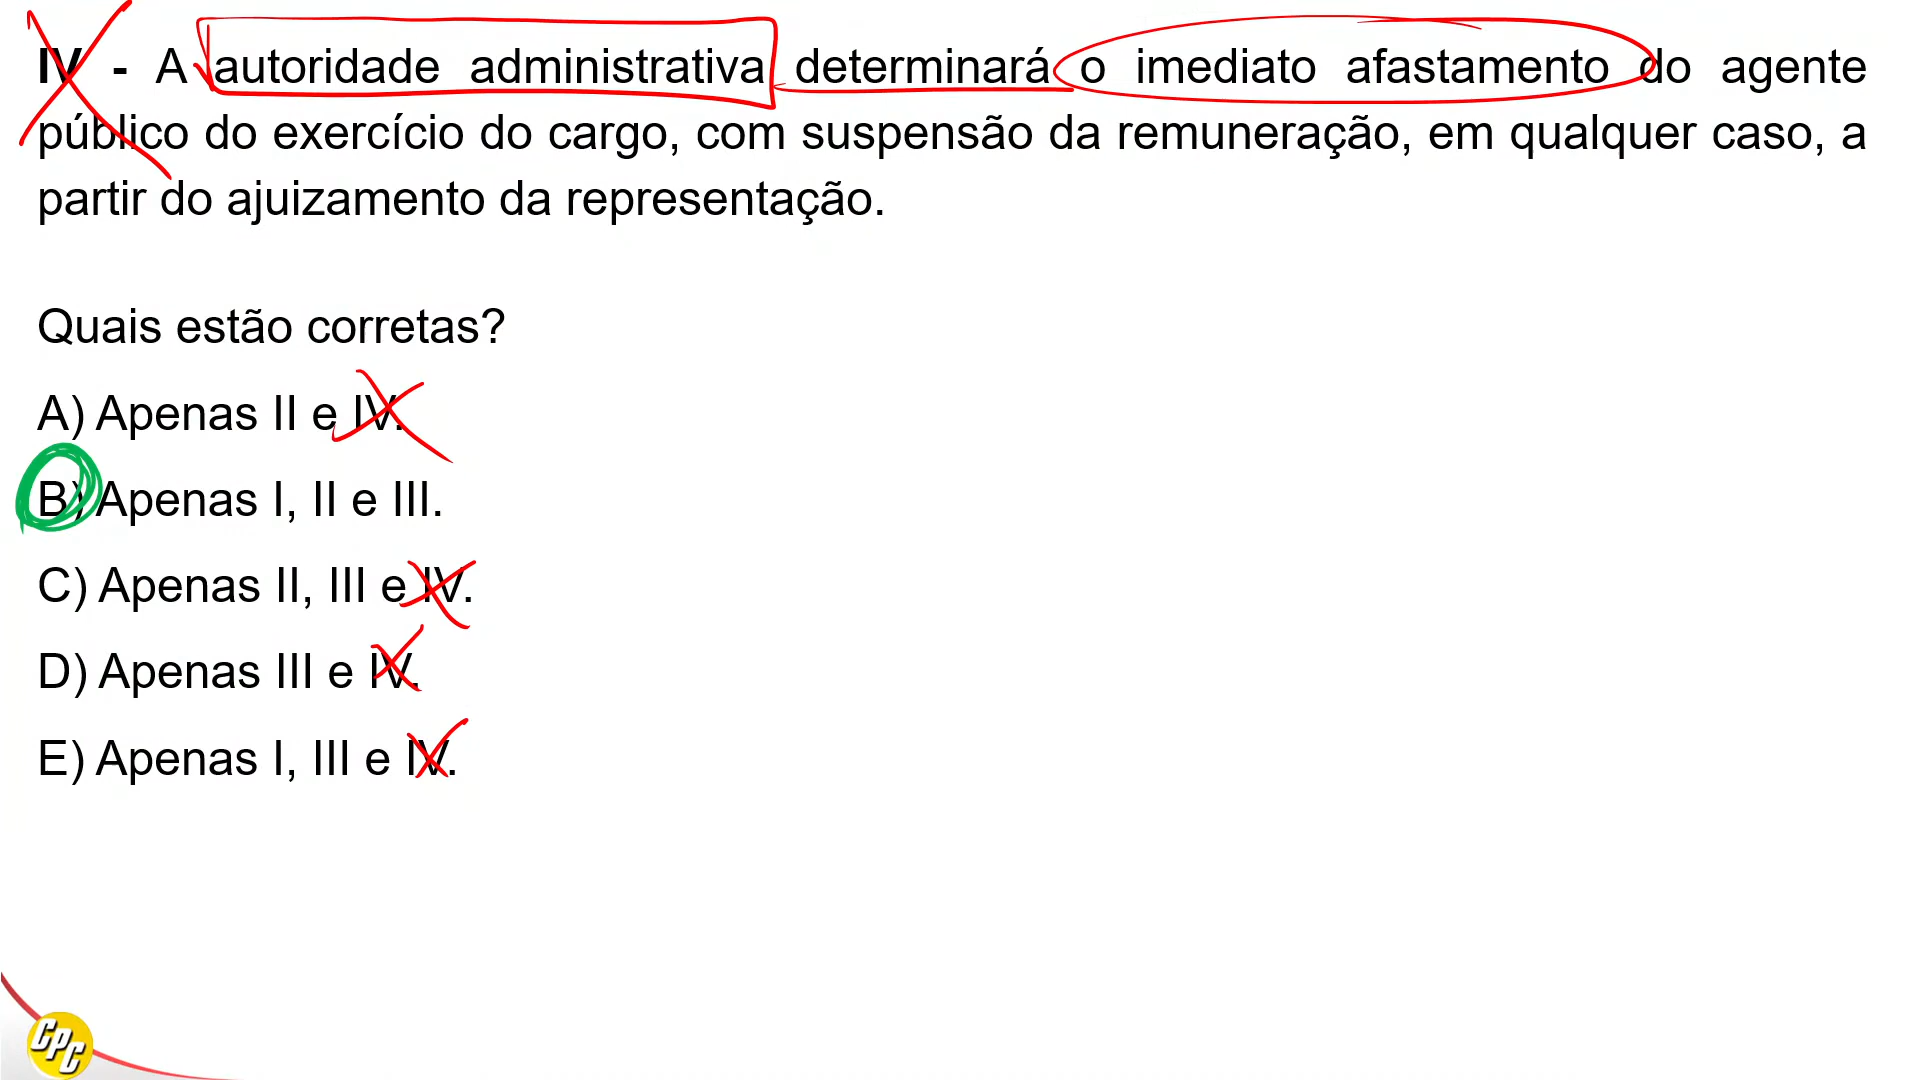 IV - A autoridade administrativa determinará o imediato afastamento do agente
público do exercício do cargo, com suspensão da remuneração, em qualquer caso, a
partir do ajuizamento da representação.
Quais estão corretas?
A) Apenas II e IV.
B) Apenas I, II e III.
C) Apenas II, III e IV.
D) Apenas III e IV.
E) Apenas I, III e IV.
CPC